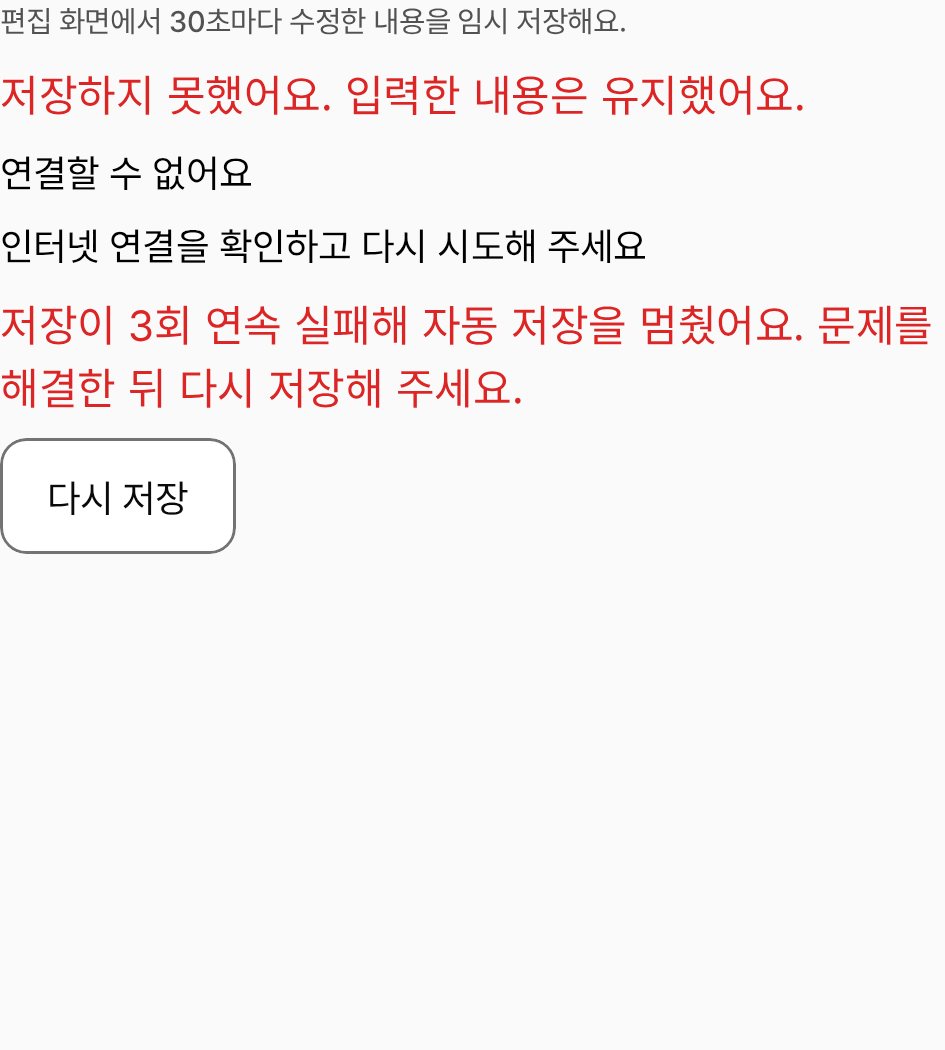 편집 화면에서 30초마다 수정한 내용을 임시 저장해요.
저장하지 못했어요. 입력한 내용은 유지했어요.
연결할 수 없어요
인터넷 연결을 확인하고 다시 시도해 주세요
저장이 3회 연속 실패해 자동 저장을 멈췄어요. 문제를
해결한 뒤 다시 저장해 주세요.
다시 저장